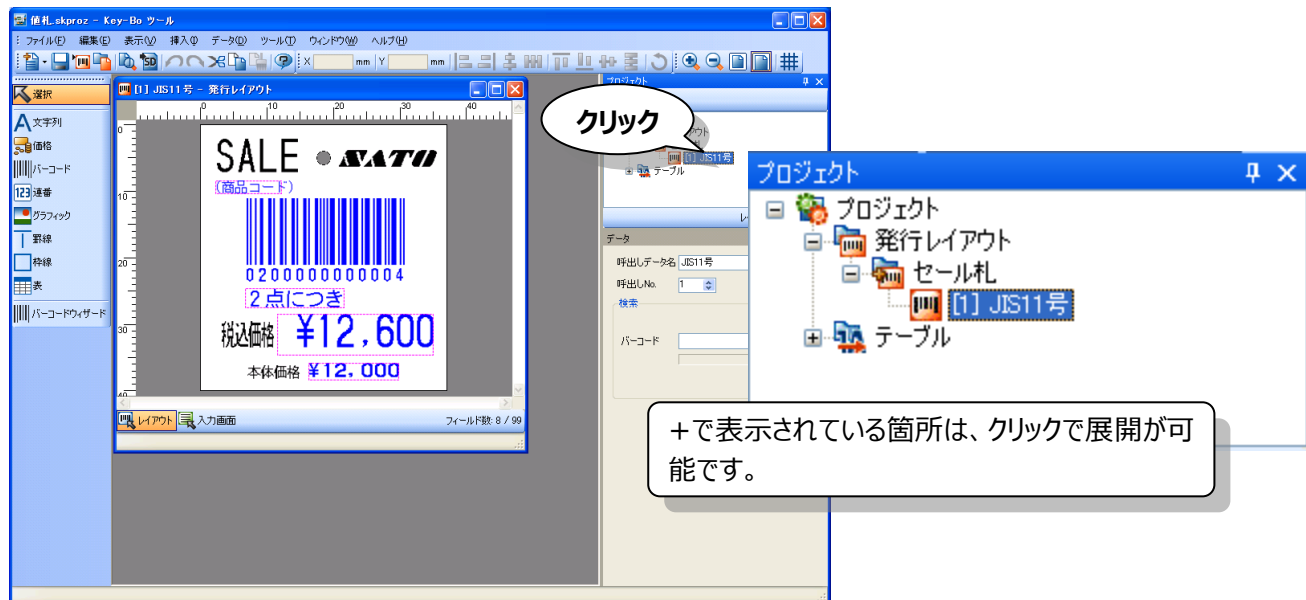 値札.skproz - Key-Bo ツール
ファイル(F) 編集(E) 表示(V) 挿入(I) データ(D) ツール(T) ウィンドウ(W) ヘルプ(H)
X mm Y mm
選択
文字列
価格
バーコード
123 連番
グラフィック
罫線
枠線
表
バーコードウィザード
[1] JIS11号 - 発行レイアウト
0 10 20 30 40
0
10
20
30
40
SALE SATO
(商品コード)
0200000000004
2点につき
税込価格 ¥12,600
本体価格 ¥12,000
レイアウト 入力画面 フィールド数: 8 / 99
プロジェクト
クリック
[1] JIS11号
テーブル
データ
呼出しデータ名 JIS11号
呼出しNo. 1
検索
バーコード
プロジェクト
プロジェクト
発行レイアウト
セール札
[1] JIS11号
テーブル
+で表示されている箇所は、クリックで展開が可
能です。